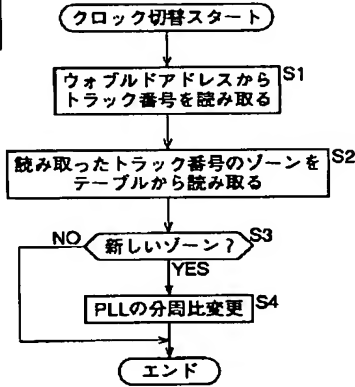 クロック切替スタート
ウォブルドアドレスから
トラック番号を読み取る
S1
読み取ったトラック番号のゾーンを
テーブルから読み取る
S2
新しいゾーン？
S3
NO
YES
PLLの分周比変更
S4
エンド